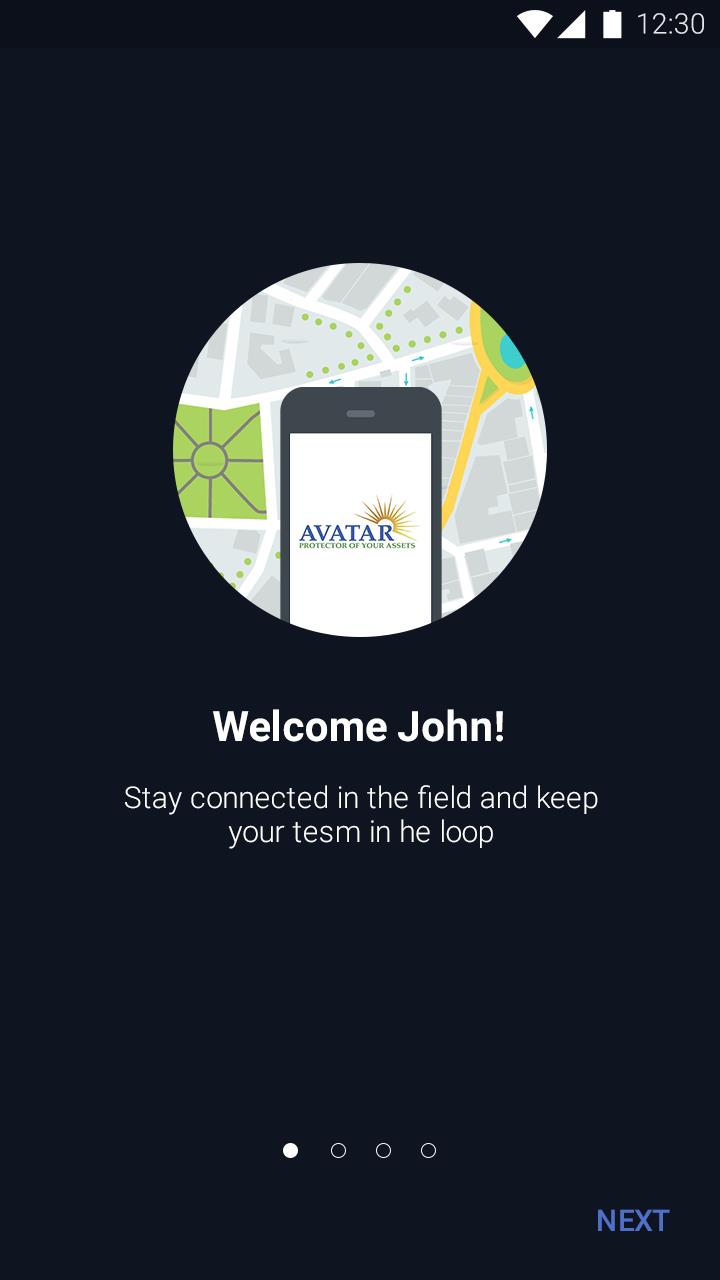 12:30
AVATAR
PROTECTOR OF YOUR ASSETS
Welcome John!
Stay connected in the field and keep
your tesm in he loop
NEXT